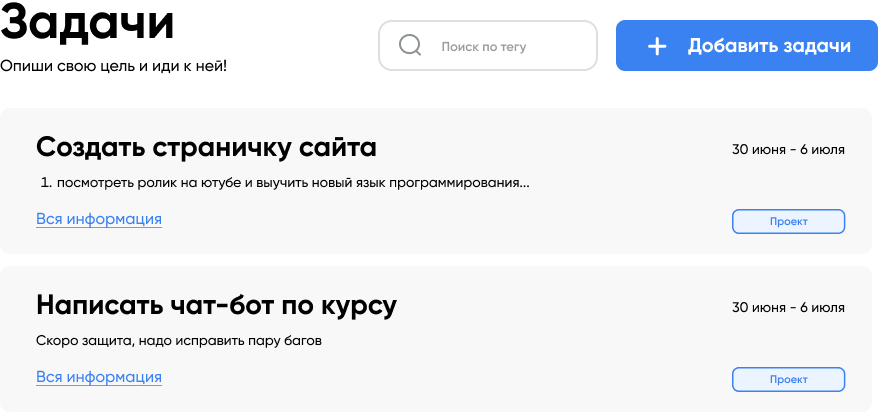 Задачи
Опиши свою цель и иди к ней!
Поиск по тегу
+ Добавить задачи
Создать страничку сайта
30 июня - 6 июля
1. посмотреть ролик на ютубе и выучить новый язык программирования...
Вся информация
Проект
Написать чат-бот по курсу
30 июня - 6 июля
Скоро защита, надо исправить пару багов
Вся информация
Проект